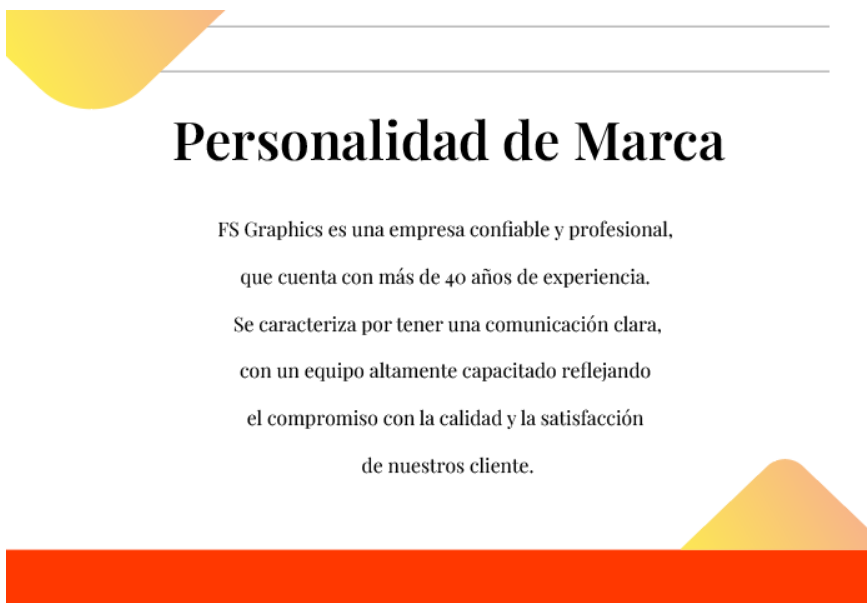 Personalidad de Marca
FS Graphics es una empresa confiable y profesional,
que cuenta con más de 40 años de experiencia.
Se caracteriza por tener una comunicación clara,
con un equipo altamente capacitado reflejando
el compromiso con la calidad y la satisfacción
de nuestros cliente.